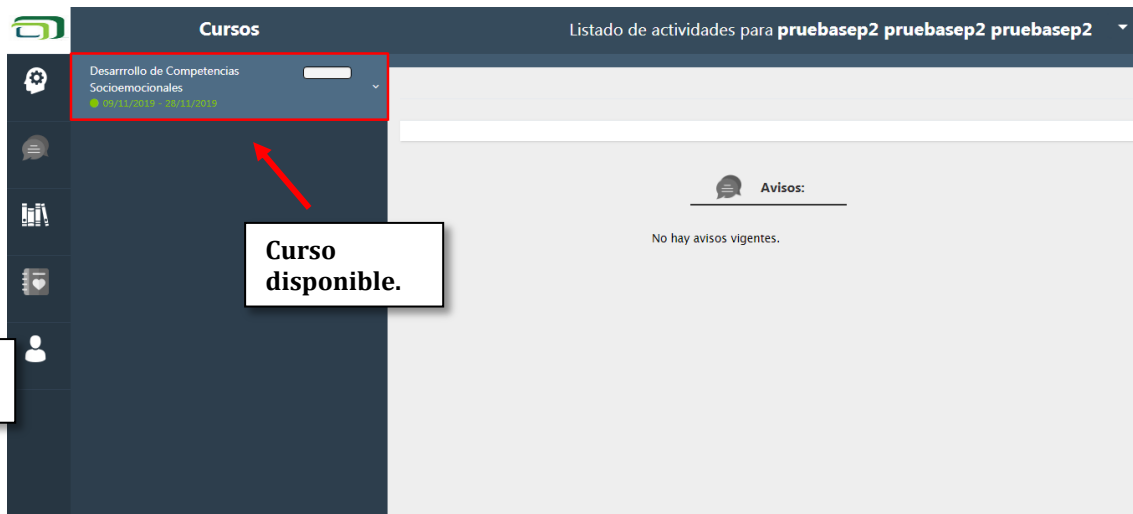 Cursos
Listado de actividades para pruebasep2 pruebasep2 pruebasep2
Desarrrollo de Competencias
Socioemocionales
09/11/2019 - 28/11/2019
Avisos:
No hay avisos vigentes.
Curso
disponible.